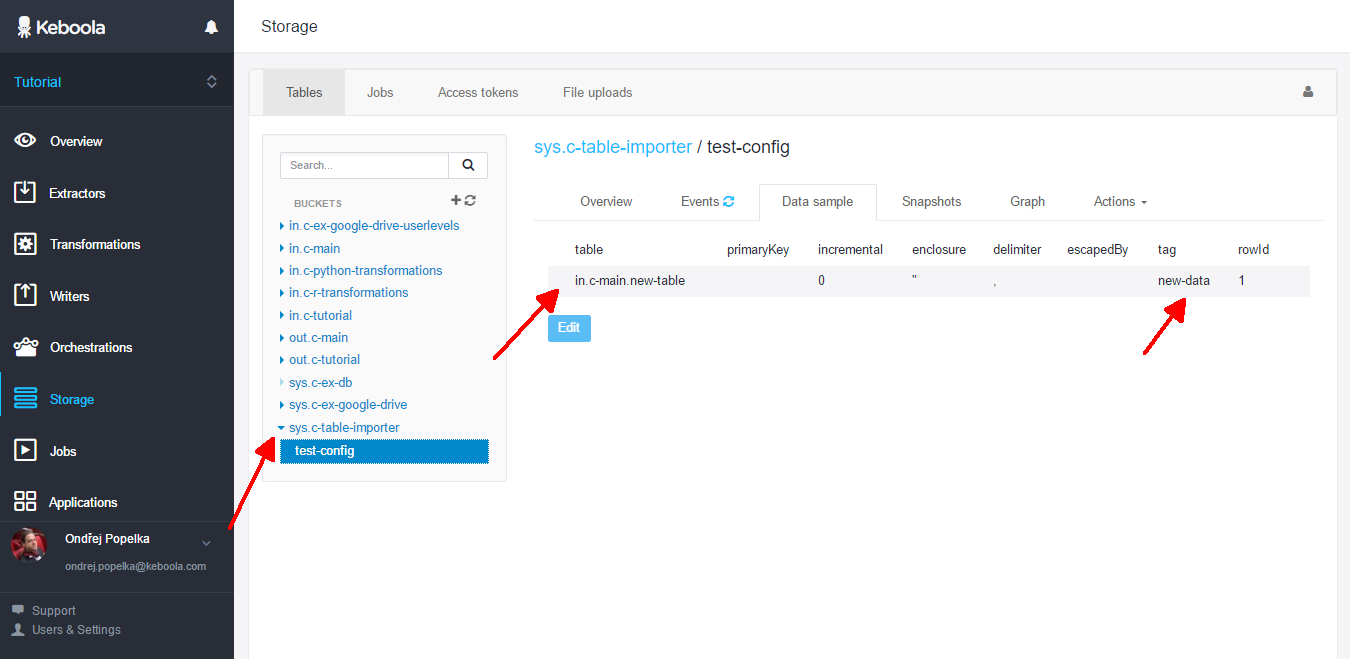 Keboola
Storage
Tutorial
Overview
Extractors
Transformations
Writers
Orchestrations
Storage
Jobs
Applications
Ondřej Popelka
ondrej.popelka@keboola.com
Support
Users & Settings
Tables Jobs Access tokens File uploads
Search...
BUCKETS
in.c-ex-google-drive-userlevels
in.c-main
in.c-python-transformations
in.c-r-transformations
in.c-tutorial
out.c-main
out.c-tutorial
sys.c-ex-db
sys.c-ex-google-drive
sys.c-table-importer
test-config
sys.c-table-importer / test-config
Overview Events Data sample Snapshots Graph Actions
table primaryKey incremental enclosure delimiter escapedBy tag rowId
in.c-main.new-table 0 " , new-data 1
Edit